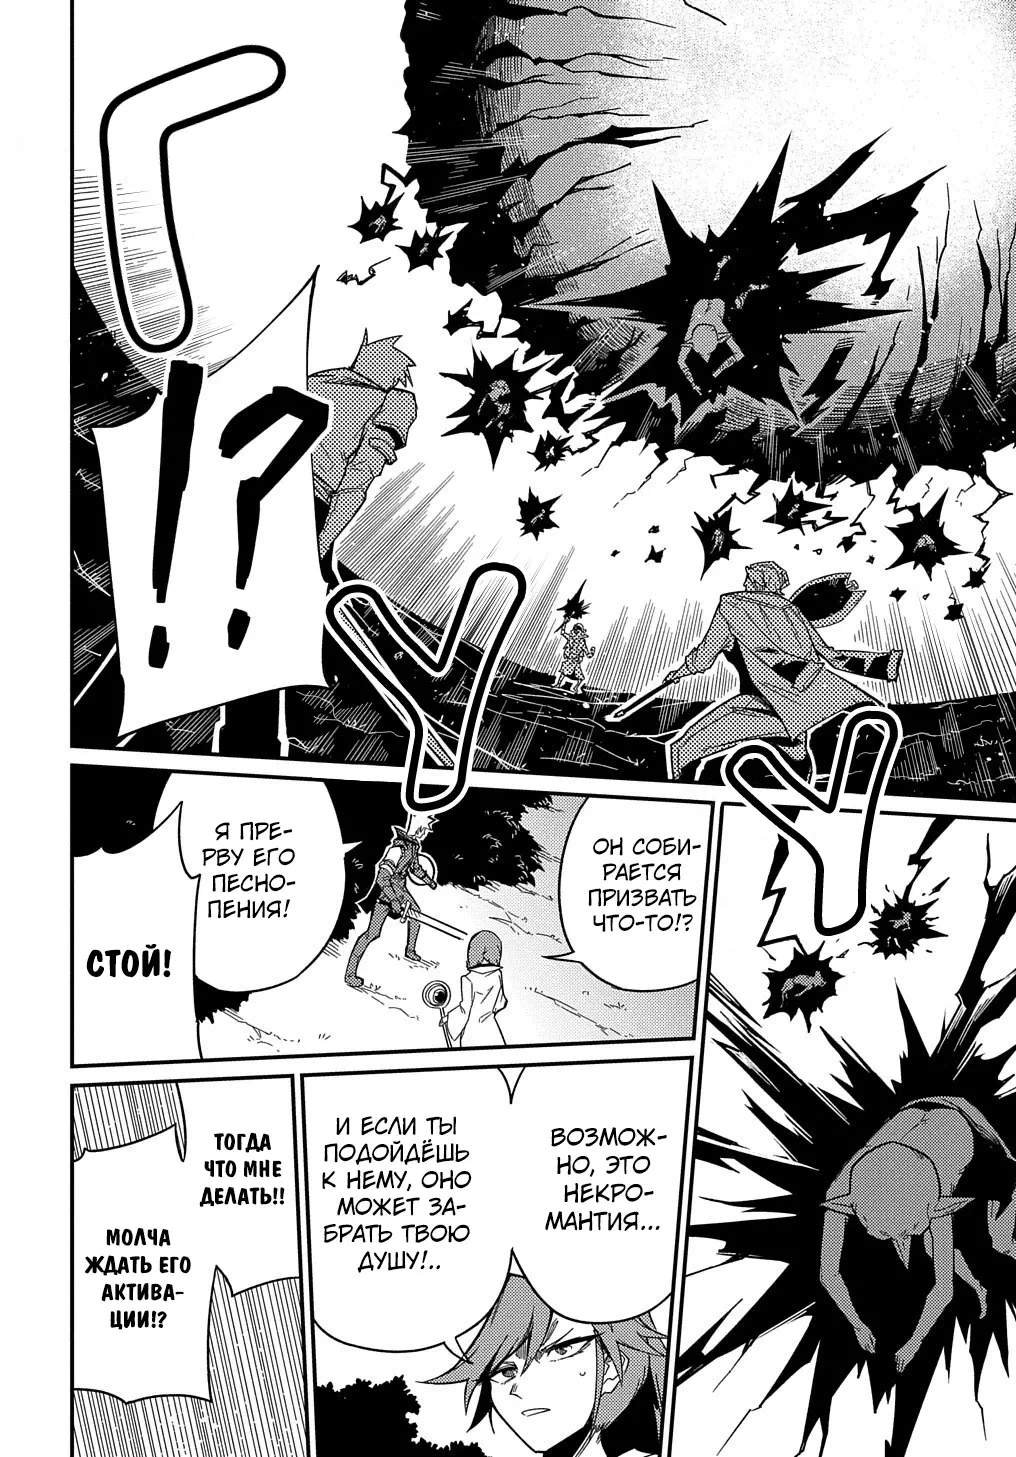 Г
У
У
!?
ОН СОБИ-
РАЕТСЯ
ПРИЗВАТЬ
ЧТО-ТО!?
Я ПРЕ-
РВУ ЕГО
ПЕСНО-
ПЕНИЯ!
СТОЙ!
ВОЗМОЖ-
НО, ЭТО
НЕКРО-
МАНТИЯ...
И ЕСЛИ ТЫ
ПОДОЙДЁШЬ
К НЕМУ, ОНО
МОЖЕТ ЗА-
БРАТЬ ТВОЮ
ДУШУ!..
ТОГДА
ЧТО МНЕ
ДЕЛАТЬ!!
МОЛЧА
ЖДАТЬ ЕГО
АКТИВА-
ЦИИ!?